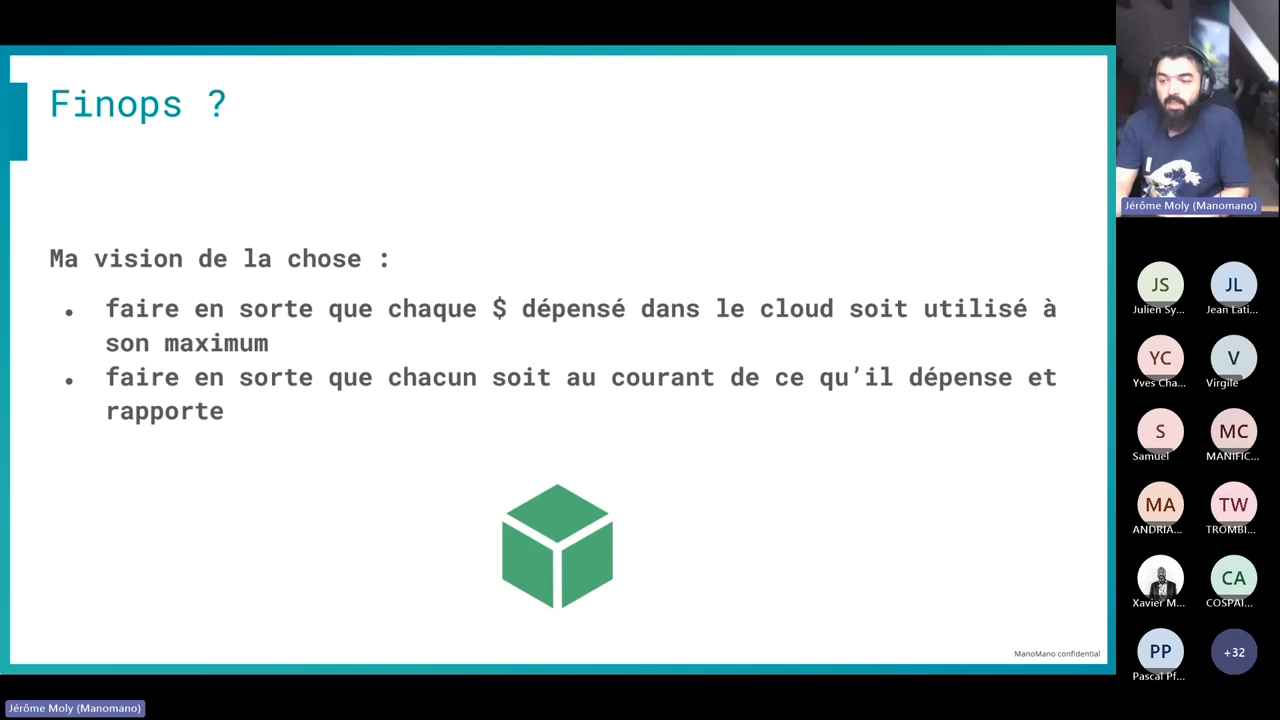 Finops ?
Ma vision de la chose :
• faire en sorte que chaque $ dépensé dans le cloud soit utilisé à
son maximum
• faire en sorte que chacun soit au courant de ce qu’il dépense et
rapporte
ManoMano confidential
Jérôme Moly (Manomano)
JS
JL
Julien Sy...
Jean Lati...
YC
V
Yves Cha...
Virgile
S
MC
Samuel
MANIFIC...
MA
TW
ANDRIA...
TROMBI...
CA
Xavier M...
COSPAI...
PP
+32
Pascal Pf...
Jérôme Moly (Manomano)